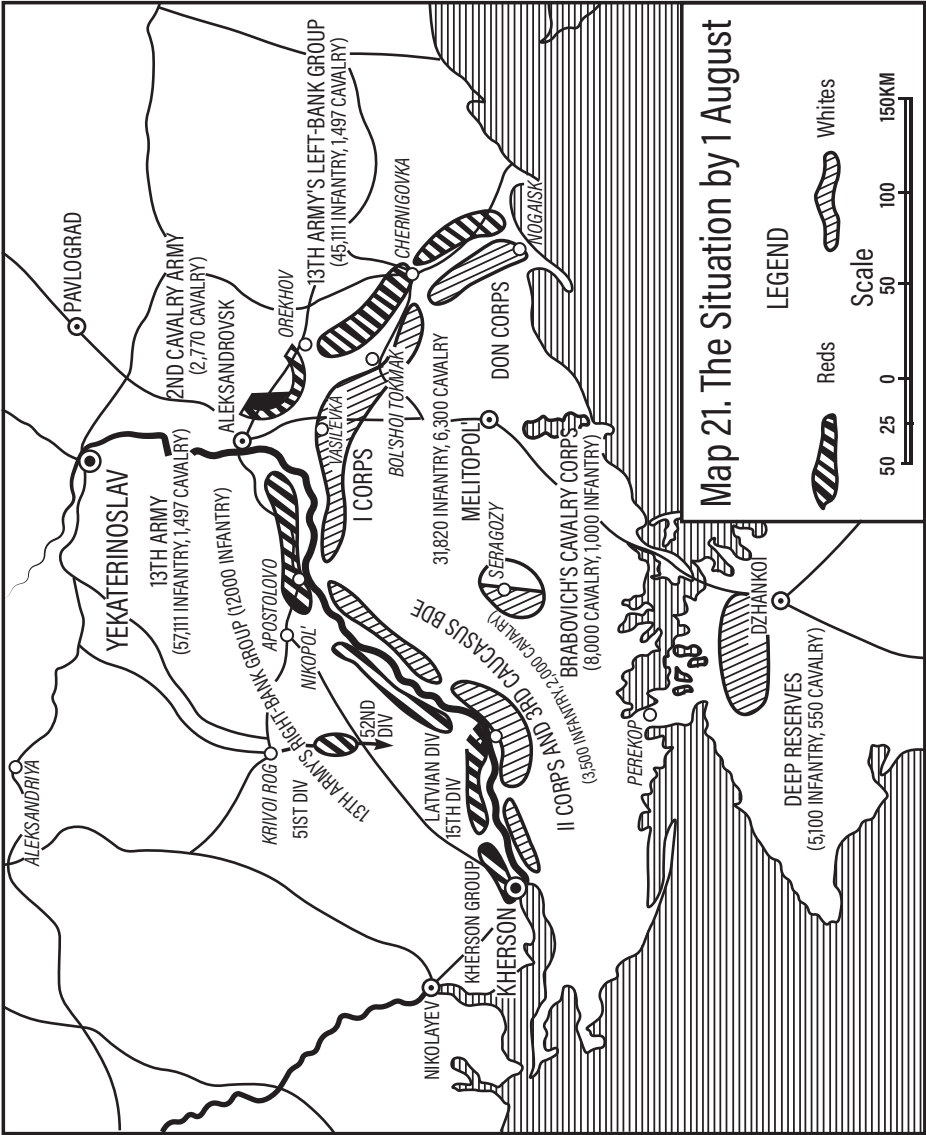 PAVLOGRAD
2ND CAVALRY ARMY
(2,770 CAVALRY)
ALEKSANDROVSK
OREKHOV
13TH ARMY'S LEFT-BANK GROUP
(45,111 INFANTRY, 1,497 CAVALRY)
CHERNIGOVKA
NOGAISK
YEKATERINOSLAV
13TH ARMY
(57,111 INFANTRY, 1,497 CAVALRY)
VASIL'EVKA
I CORPS
BOL'SHOI TOKMAK
31,820 INFANTRY, 6,300 CAVALRY
DON CORPS
MELITOPOL'
13TH ARMY'S RIGHT-BANK GROUP (12000 INFANTRY)
APOSTOLOVO
NIKOPOL'
SERAGOZY
BRABOVICH'S CAVALRY CORPS
(8,000 CAVALRY, 1,000 INFANTRY)
II CORPS AND 3RD CAUCASUS BDE
(3,500 INFANTRY, 2,000 CAVALRY)
ALEKSANDRIYA
KRIVOI ROG
51ST DIV
52ND
DIV
LATVIAN DIV
15TH DIV
KHERSON GROUP
KHERSON
NIKOLAYEV
PEREKOP
DZHANKOI
DEEP RESERVES
(5,100 INFANTRY, 550 CAVALRY)
Map 21. The Situation by 1 August
LEGEND
Reds
Whites
Scale
50 25 0 50 100 150KM